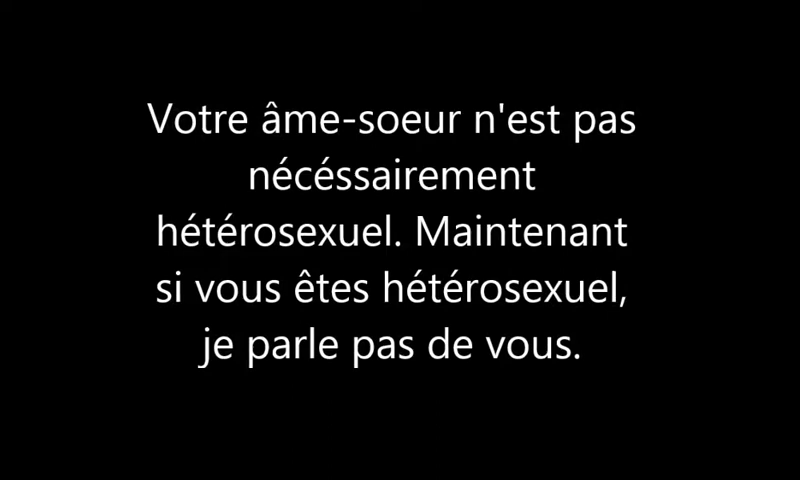 Votre âme-soeur n'est pas
nécéssairement
hétérosexuel. Maintenant
si vous êtes hétérosexuel,
je parle pas de vous.